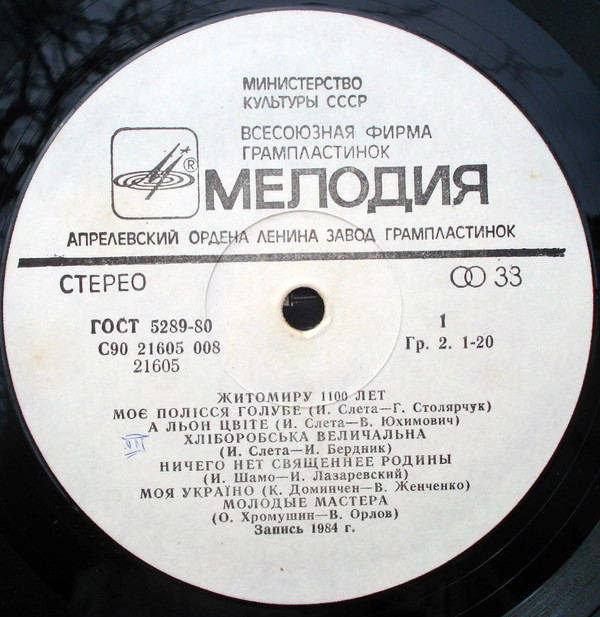 МИНИСТЕРСТВО
КУЛЬТУРЫ СССР
ВСЕСОЮЗНАЯ ФИРМА
ГРАМПЛАСТИНОК
® МЕЛОДИЯ
АПРЕЛЕВСКИЙ ОРДЕНА ЛЕНИНА ЗАВОД ГРАМПЛАСТИНОК
СТЕРЕО
33
ГОСТ 5289-80
1
С90 21605 008
Гр. 2. 1-20
21605
ЖИТОМИРУ 1100 ЛЕТ
МОЄ ПОЛІССЯ ГОЛУБЕ (И. Слета—Г. Столярчук)
А ЛЬОН ЦВІТЕ (И. Слета—В. Юхимович)
ХЛІБОРОБСЬКА ВЕЛИЧАЛЬНА
(И. Слета—И. Бердник)
НИЧЕГО НЕТ СВЯЩЕННЕЕ РОДИНЫ
(И. Шамо—И. Лазаревский)
МОЯ УКРАЇНО (К. Доминчен—В. Женченко)
МОЛОДЫЕ МАСТЕРА
(О. Хромушин—В. Орлов)
Запись 1984 г.